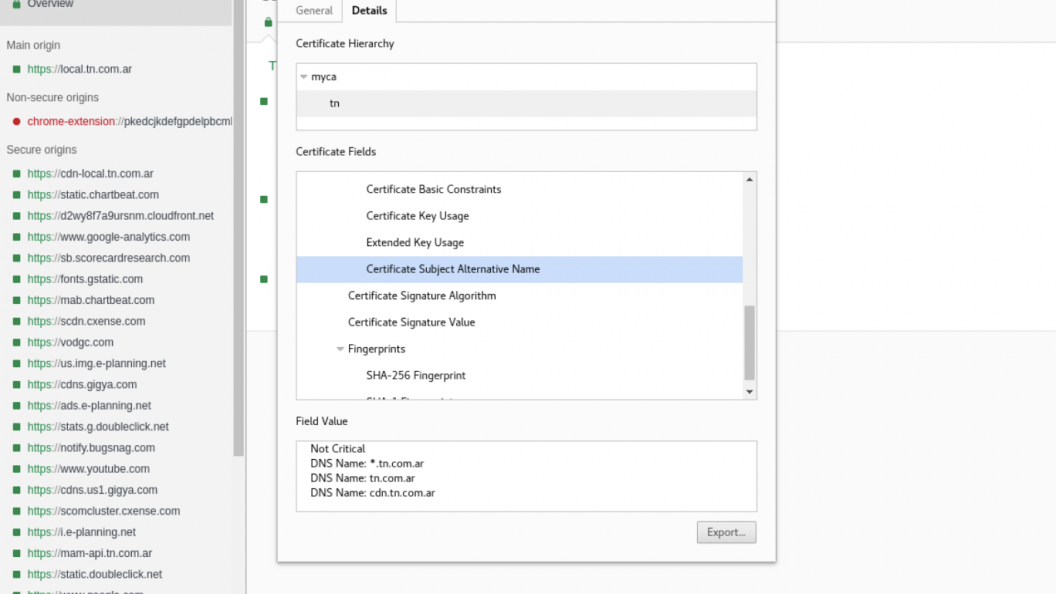 Overview
Main origin
https://local.tn.com.ar
Non-secure origins
chrome-extension://pkedcjkdefgpdelpbcml
Secure origins
https://cdn-local.tn.com.ar
https://static.chartbeat.com
https://d2wy8f7a9ursnm.cloudfront.net
https://www.google-analytics.com
https://sb.scorecardresearch.com
https://fonts.gstatic.com
https://mab.chartbeat.com
https://scdn.cxense.com
https://vodgc.com
https://us.img.e-planning.net
https://cdns.gigya.com
https://ads.e-planning.net
https://stats.g.doubleclick.net
https://notify.bugsnag.com
https://www.youtube.com
https://cdns.us1.gigya.com
https://scomcluster.cxense.com
https://i.e-planning.net
https://mam-api.tn.com.ar
https://static.doubleclick.net
T
General
Details
Certificate Hierarchy
myca
tn
Certificate Fields
Certificate Basic Constraints
Certificate Key Usage
Extended Key Usage
Certificate Subject Alternative Name
Certificate Signature Algorithm
Certificate Signature Value
Fingerprints
SHA-256 Fingerprint
Field Value
Not Critical
DNS Name: *.tn.com.ar
DNS Name: tn.com.ar
DNS Name: cdn.tn.com.ar
Export...